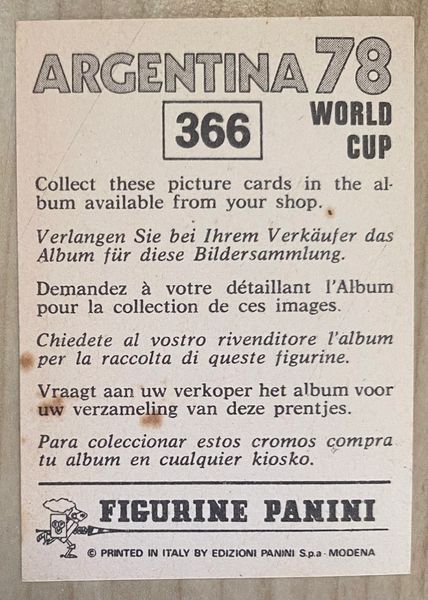 ARGENTINA 78
366
WORLD
CUP
Collect these picture cards in the al-
bum available from your shop.
Verlangen Sie bei Ihrem Verkäufer das
Album für diese Bildersammlung.
Demandez à votre détaillant l'Album
pour la collection de ces images.
Chiedete al vostro rivenditore l'album
per la raccolta di queste figurine.
Vraagt aan uw verkoper het album voor
uw verzameling van deze prentjes.
Para coleccionar estos cromos compra
tu album en cualquier kiosko.
FIGURINE PANINI
© PRINTED IN ITALY BY EDIZIONI PANINI S.p.a - MODENA